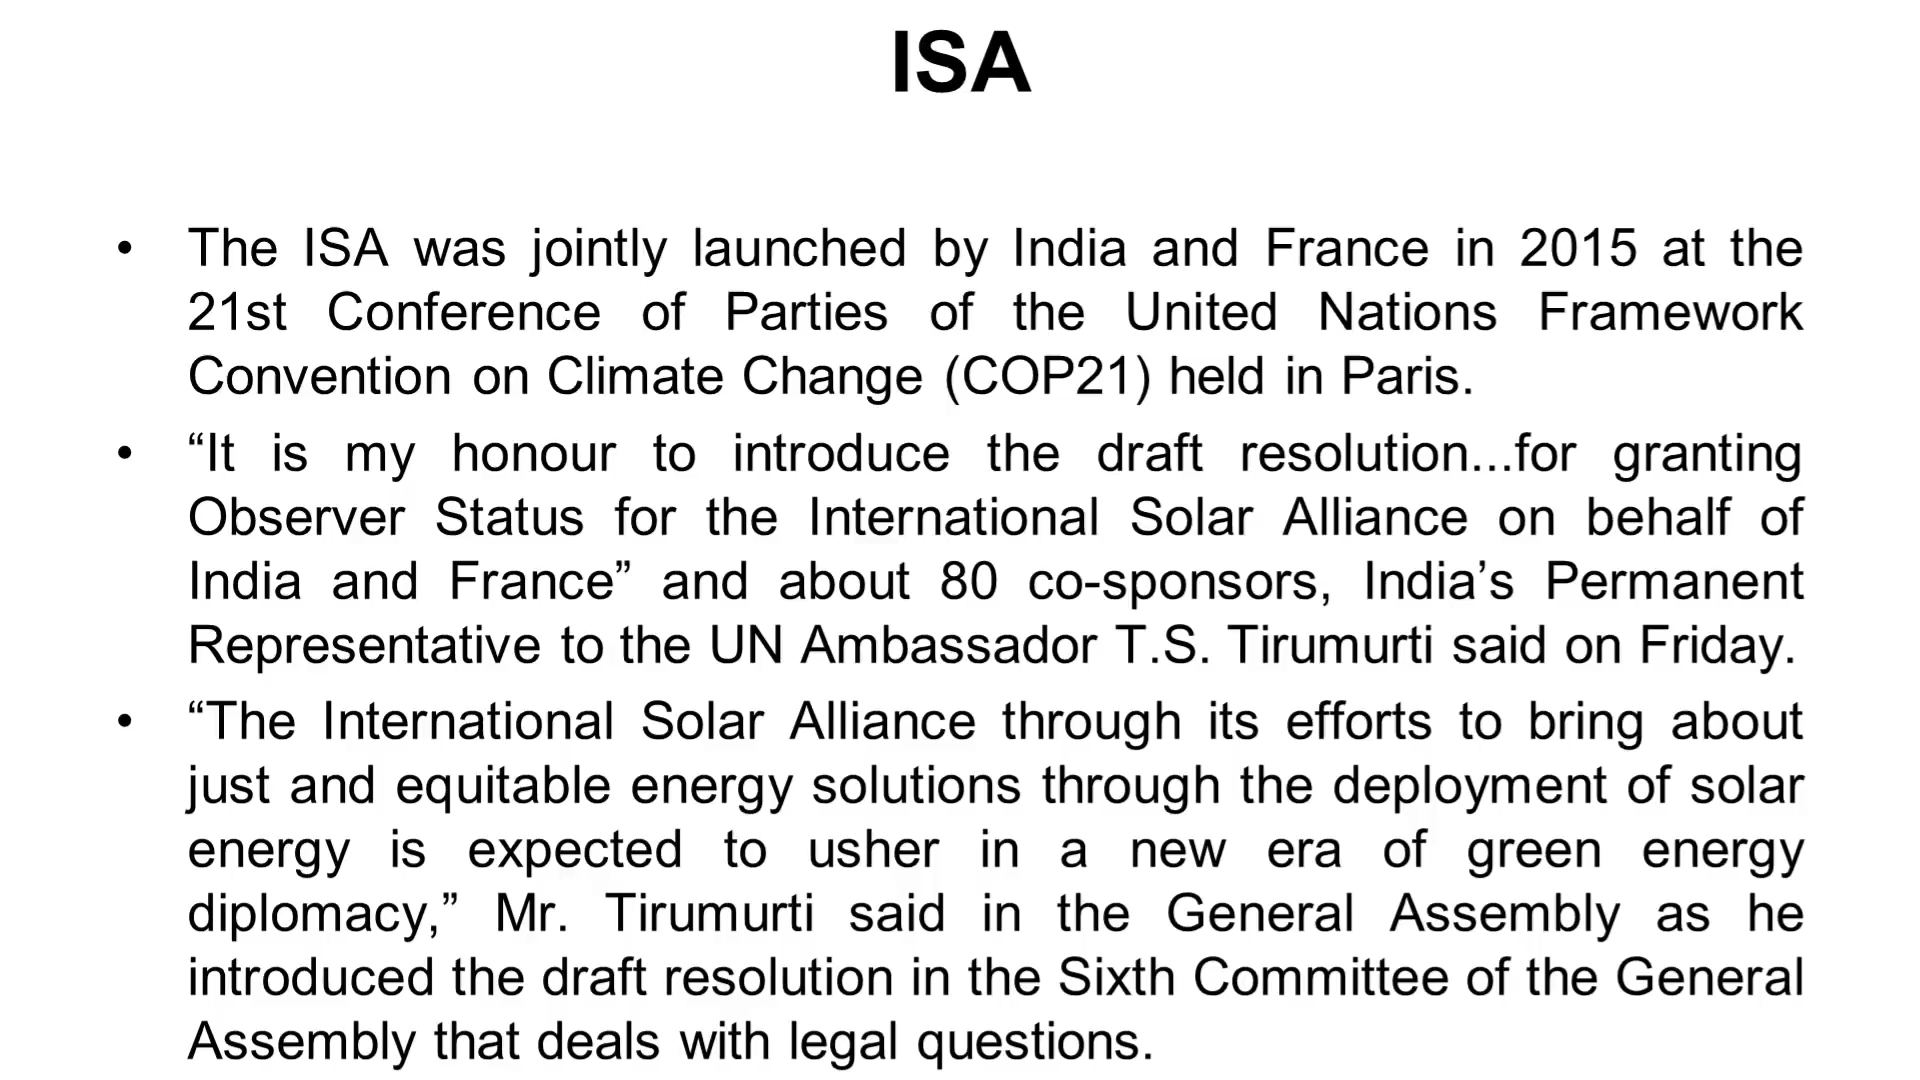 ISA
• The ISA was jointly launched by India and France in 2015 at the
21st Conference of Parties of the United Nations Framework
Convention on Climate Change (COP21) held in Paris.
• “It is my honour to introduce the draft resolution...for granting
Observer Status for the International Solar Alliance on behalf of
India and France” and about 80 co-sponsors, India’s Permanent
Representative to the UN Ambassador T.S. Tirumurti said on Friday.
• “The International Solar Alliance through its efforts to bring about
just and equitable energy solutions through the deployment of solar
energy is expected to usher in a new era of green energy
diplomacy,” Mr. Tirumurti said in the General Assembly as he
introduced the draft resolution in the Sixth Committee of the General
Assembly that deals with legal questions.